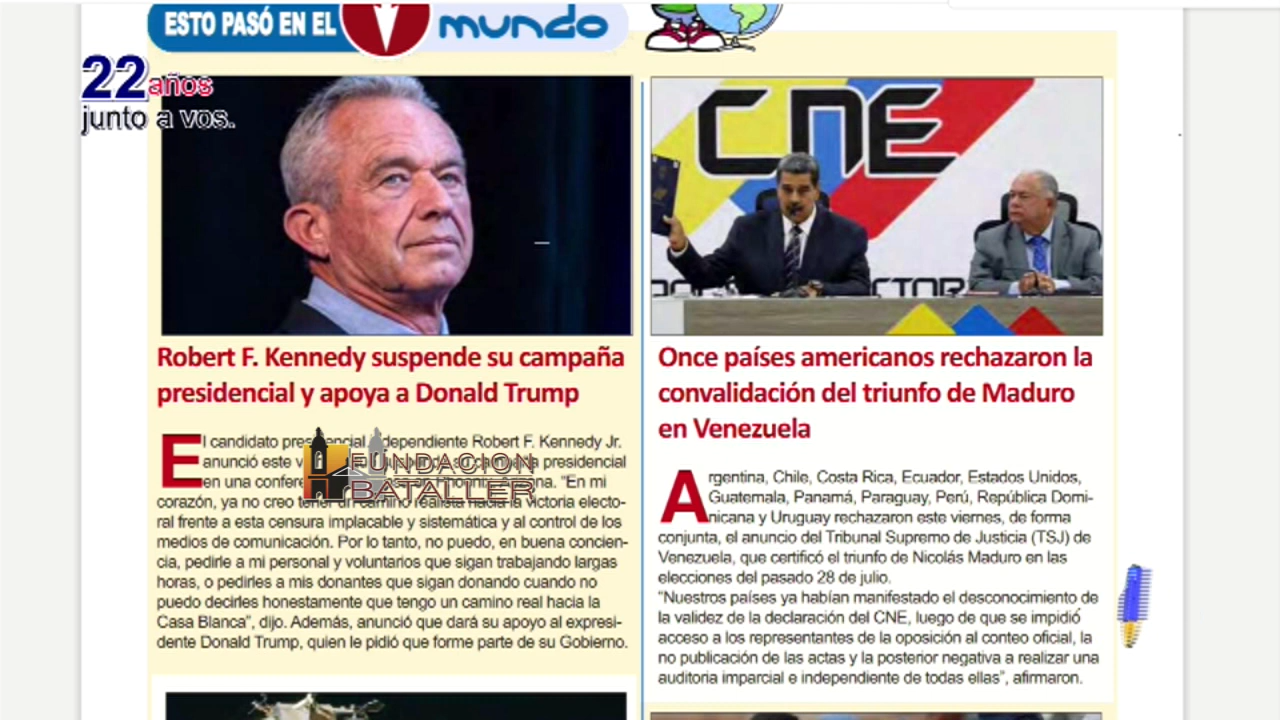 ESTO PASÓ EN EL V mundo
22 años
junto a vos.
CNE
Robert F. Kennedy suspende su campaña
presidencial y apoya a Donald Trump
El candidato presidencial independiente Robert F. Kennedy Jr.
anunció este campaña presidencial
en una
FUNDACION
BATALLER
corazón, ya no creo tener un camino realista hacia la victoria electo-
ral frente a esta censura implacable y sistemática y al control de los
medios de comunicación. Por lo tanto, no puedo, en buena concien-
cia, pedirle a mi personal y voluntarios que sigan trabajando largas
horas, o pedirles a mis donantes que sigan donando cuando no
puedo decirles honestamente que tengo un camino real hacia la
Casa Blanca", dijo. Además, anunció que dará su apoyo al expresi-
dente Donald Trump, quien le pidió que forme parte de su Gobierno.
Once países americanos rechazaron la
convalidación del triunfo de Maduro
en Venezuela
Argentina, Chile, Costa Rica, Ecuador, Estados Unidos,
Guatemala, Panamá, Paraguay, Perú, República Domi-
nicana y Uruguay rechazaron este viernes, de forma
conjunta, el anuncio del Tribunal Supremo de Justicia (TSJ) de
Venezuela, que certificó el triunfo de Nicolás Maduro en las
elecciones del pasado 28 de julio.
"Nuestros países ya habían manifestado el desconocimiento de
la validez de la declaración del CNE, luego de que se impidió
acceso a los representantes de la oposición al conteo oficial, la
no publicación de las actas y la posterior negativa a realizar una
auditoria imparcial e independiente de todas ellas", afirmaron.